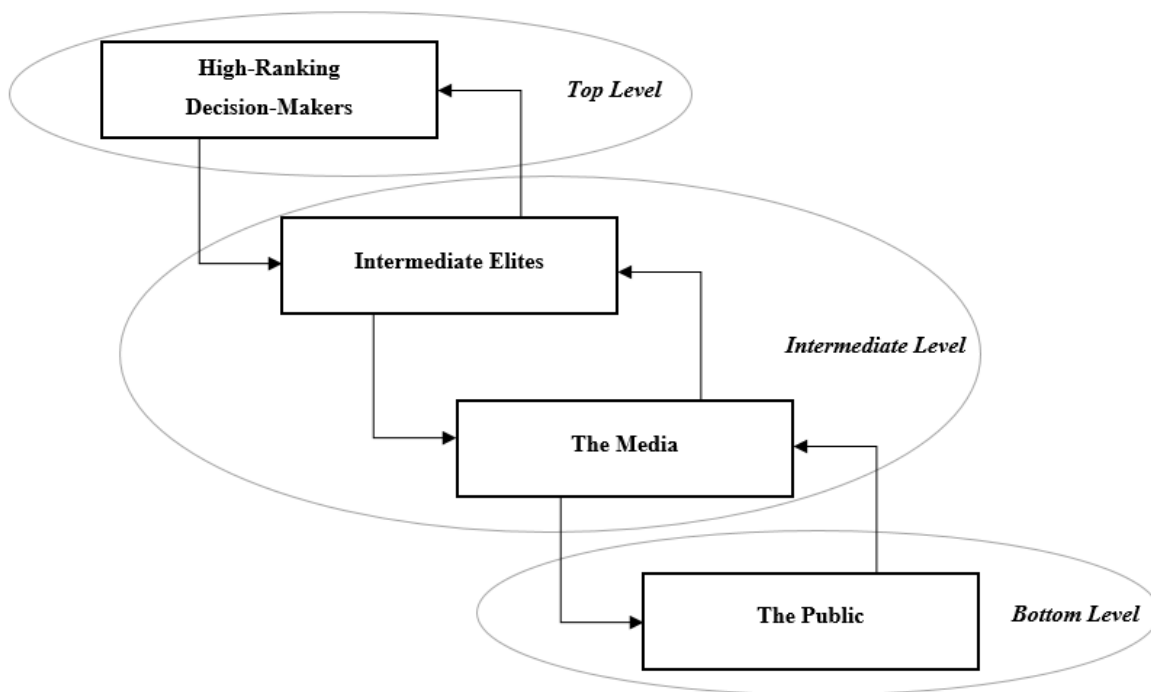 High-Ranking
Decision-Makers
Top Level
Intermediate Elites
Intermediate Level
The Media
The Public
Bottom Level